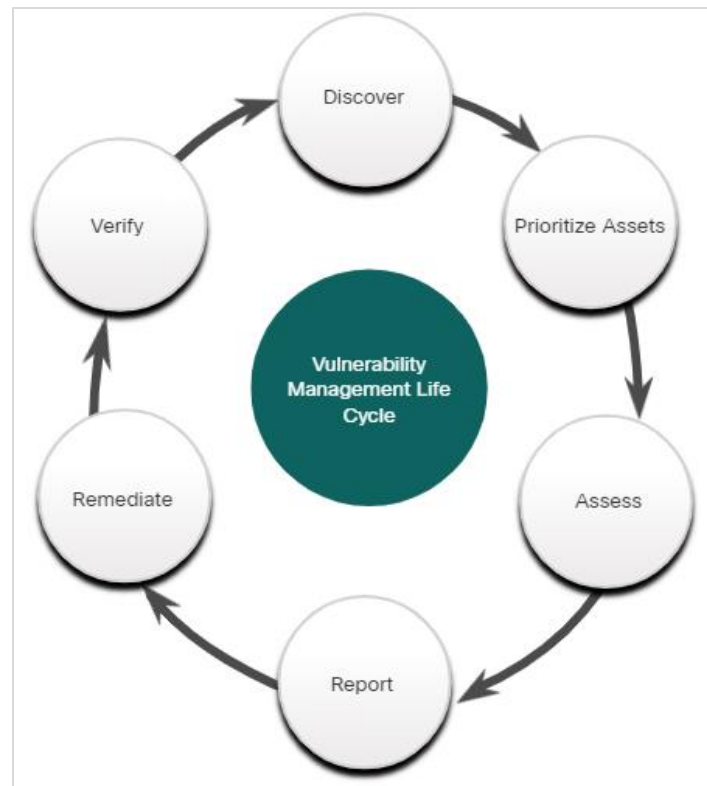 Discover
Prioritize Assets
Assess
Report
Remediate
Verify
Vulnerability
Management Life
Cycle